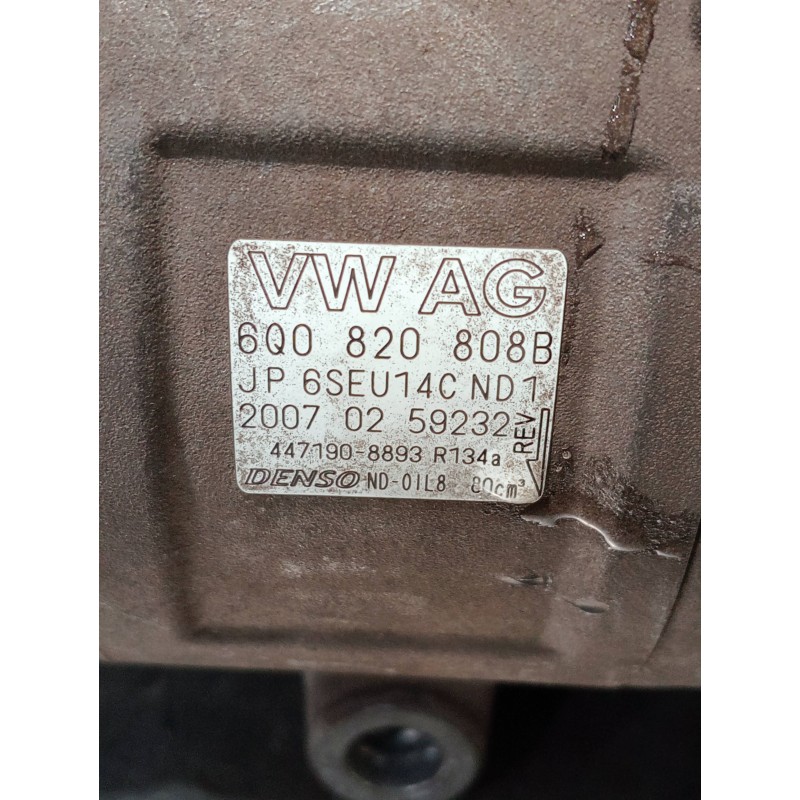 VW AG
6Q0 820 808B
JP 6SEU14C ND1
2007 02 59232
REV
447190-8893 R134a
DENSO ND-OIL8 80cm³